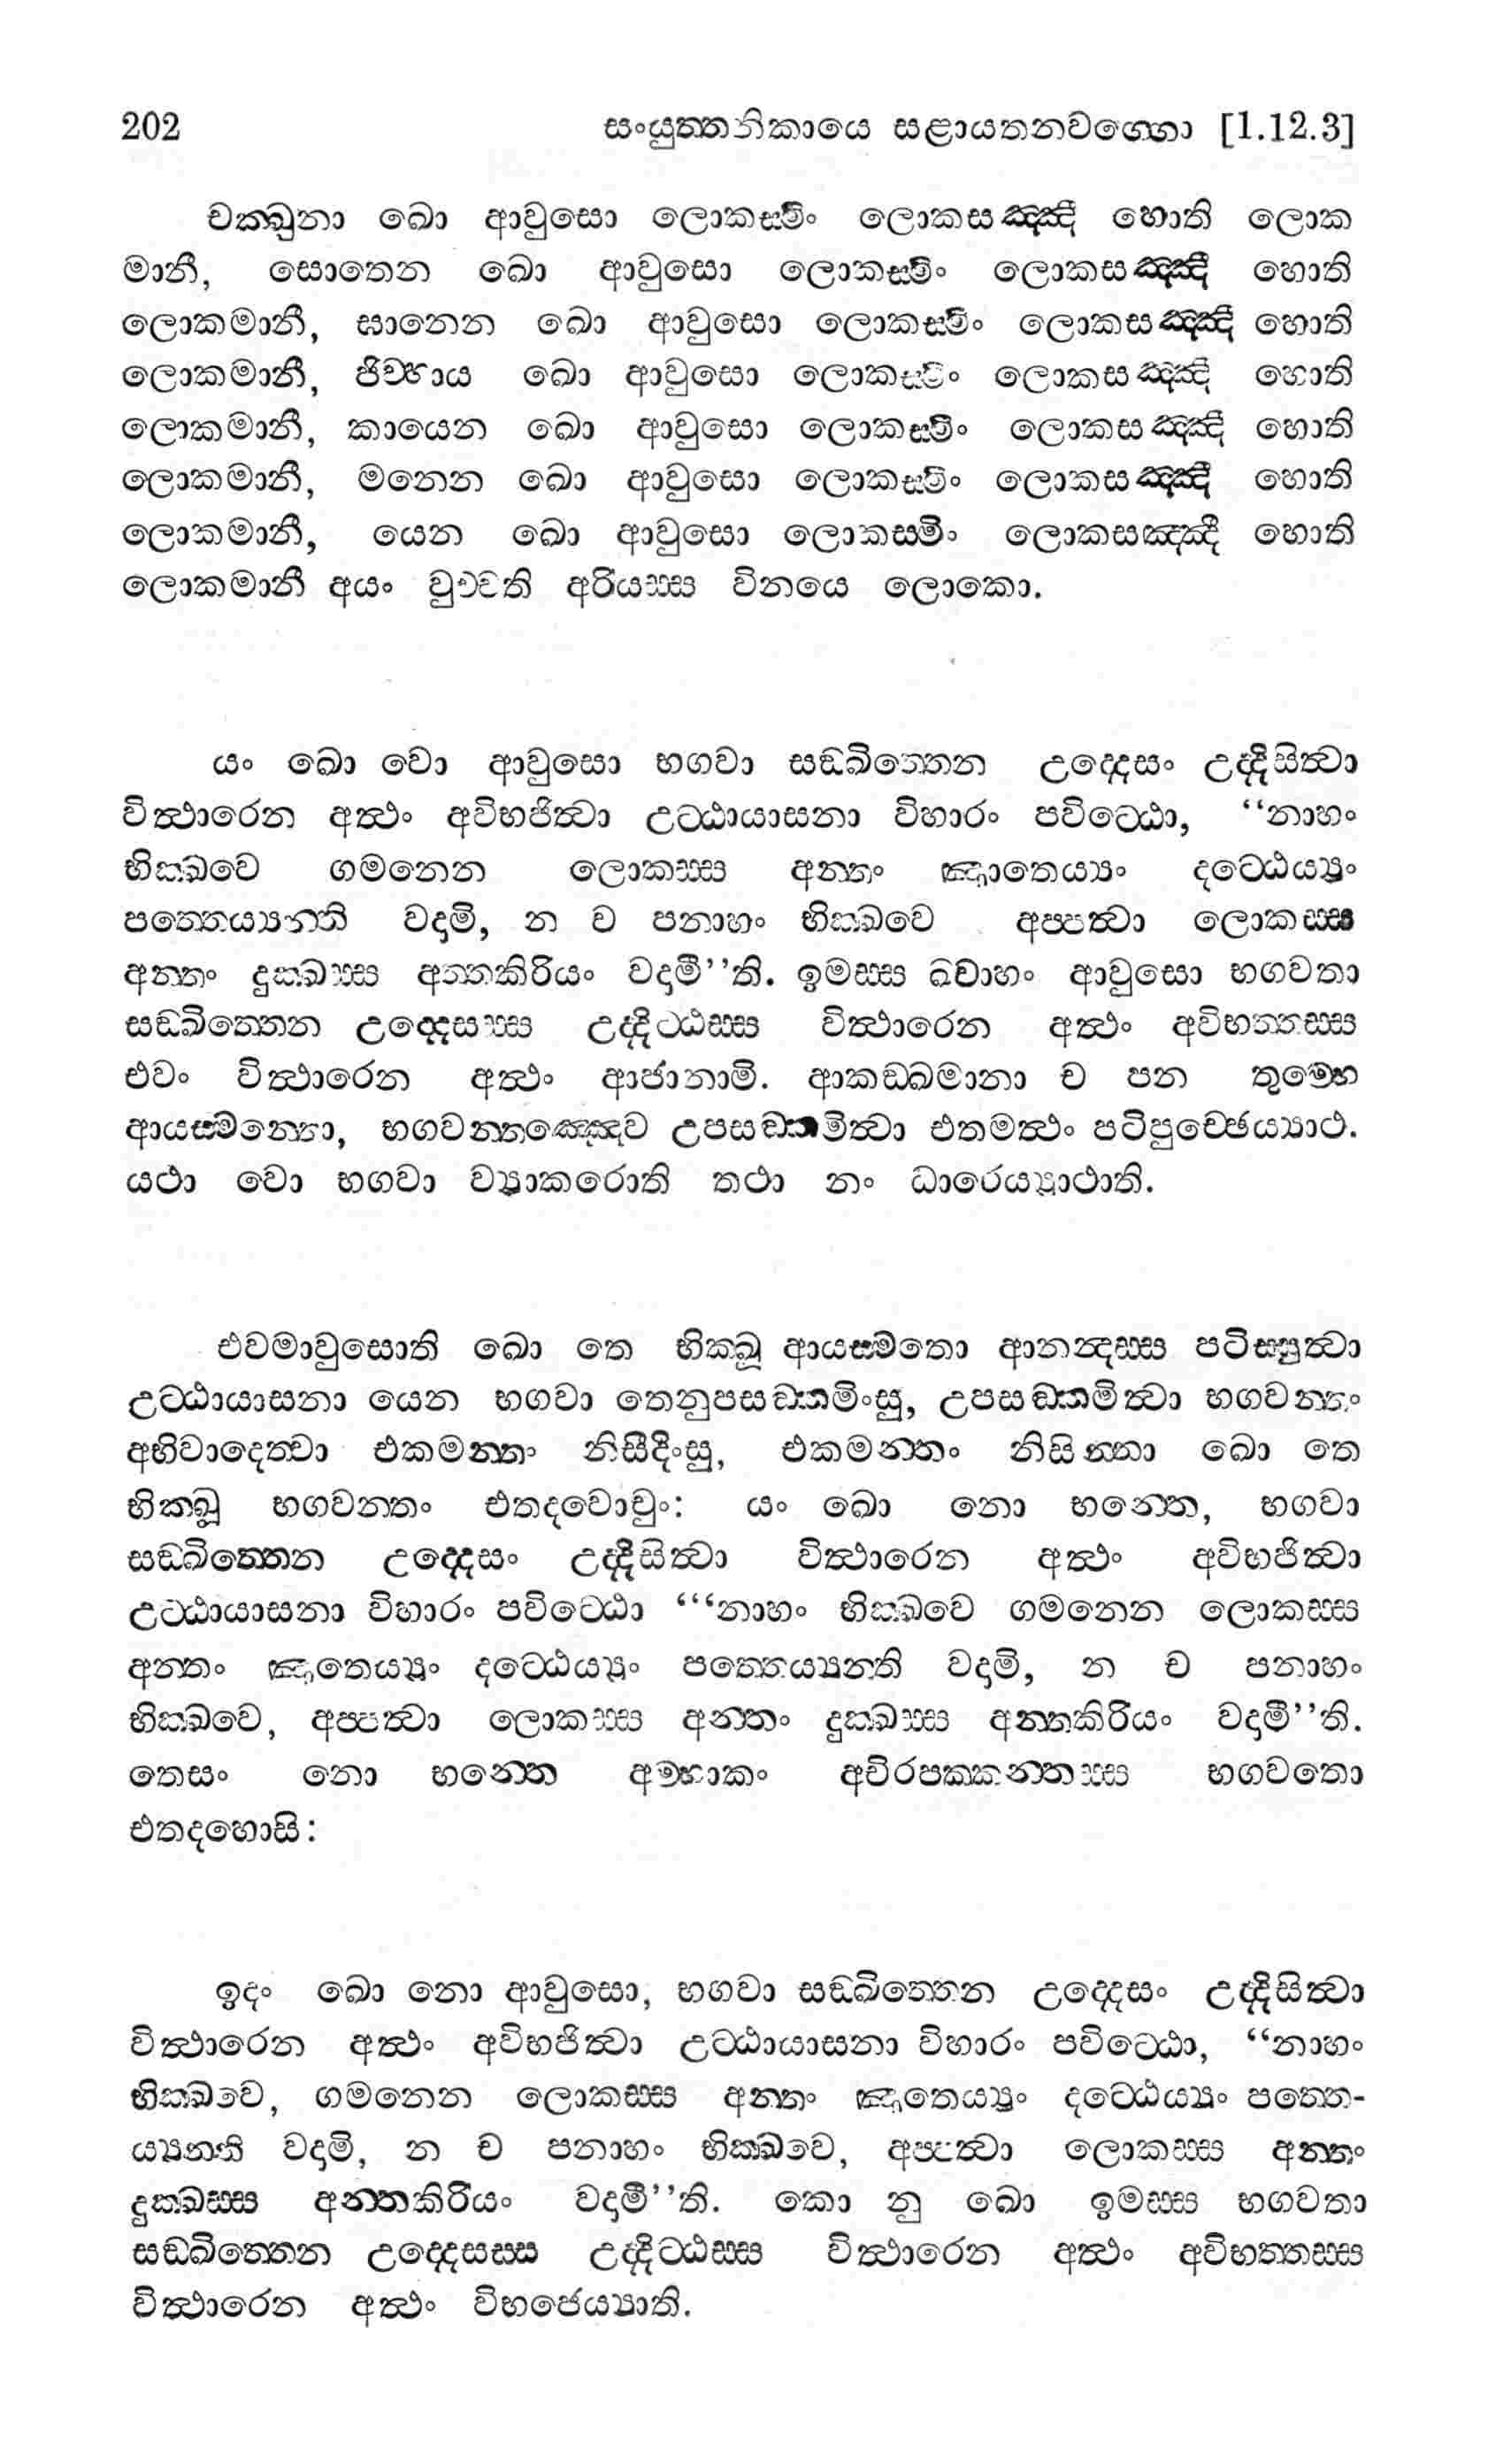 202 සංයුත්තනිකායෙ සළායතනවග්ගො [1.12.3]
චක්ඛුනා ඛො ආවුසො ලොකස්මිං ලොකසඤ්ඤී හොති ලොක
මානී, සොතෙන ඛො ආවුසො ලොකස්මිං ලොකසඤ්ඤී හොති
ලොකමානී, ඝානෙන ඛො ආවුසො ලොකස්මිං ලොකසඤ්ඤී හොති
ලොකමානී, ජිව්හාය ඛො ආවුසො ලොකස්මිං ලොකසඤ්ඤී හොති
ලොකමානී, කායෙන ඛො ආවුසො ලොකස්මිං ලොකසඤ්ඤී හොති
ලොකමානී, මනෙන ඛො ආවුසො ලොකස්මිං ලොකසඤ්ඤී හොති
ලොකමානී, යෙන ඛො ආවුසො ලොකස්මිං ලොකසඤ්ඤී හොති
ලොකමානී අයං වුච්චති අරියස්ස විනයෙ ලොකො.
යං ඛො වො ආවුසො භගවා සඞ්ඛිත්තෙන උද්දෙසං උද්දිසිත්වා
විත්ථාරෙන අත්ථං අවිභජිත්වා උට්ඨායාසනා විහාරං පවිට්ඨො, “නාහං
භික්ඛවෙ ගමනෙන ලොකස්ස අන්තං ඤාතෙය්‍යං දට්ඨෙය්‍යං
පත්තෙය්‍යන්ති වදාමි, න ච පනාහං භික්ඛවෙ අප්පත්වා ලොකස්ස
අන්තං දුක්ඛස්ස අන්තකිරියං වදාමී”ති. ඉමස්ස ඛ්වාහං ආවුසො භගවතා
සඞ්ඛිත්තෙන උද්දෙසස්ස උද්දිට්ඨස්ස විත්ථාරෙන අත්ථං අවිභත්තස්ස
එවං විත්ථාරෙන අත්ථං ආජානාමි. ආකඞ්ඛමානා ච පන තුම්හෙ
ආයස්මන්තො, භගවන්තඤ්ඤෙව උපසඞ්කමිත්වා එතමත්ථං පටිපුච්ඡෙය්‍යාථ.
යථා වො භගවා ව්‍යාකරොති තථා නං ධාරෙය්‍යාථාති.
එවමාවුසොති ඛො තෙ භික්ඛූ ආයස්මතො ආනන්දස්ස පටිස්සුත්වා
උට්ඨායාසනා යෙන භගවා තෙනුපසඞ්කමිංසු, උපසඞ්කමිත්වා භගවන්තං
අභිවාදෙත්වා එකමන්තං නිසීදිංසු, එකමන්තං නිසින්නා ඛො තෙ
භික්ඛූ භගවන්තං එතදවොචුං: යං ඛො නො භන්තෙ, භගවා
සඞ්ඛිත්තෙන උද්දෙසං උද්දිසිත්වා විත්ථාරෙන අත්ථං අවිභජිත්වා
උට්ඨායාසනා විහාරං පවිට්ඨො “‘නාහං භික්ඛවෙ ගමනෙන ලොකස්ස
අන්තං ඤාතෙය්‍යං දට්ඨෙය්‍යං පත්තෙය්‍යන්ති වදාමි, න ච පනාහං
භික්ඛවෙ, අප්පත්වා ලොකස්ස අන්තං දුක්ඛස්ස අන්තකිරියං වදාමී”ති.
තෙසං නො භන්තෙ අම්හාකං අචිරපක්කන්තස්ස භගවතො
එතදහොසි:
ඉදං ඛො නො ආවුසො, භගවා සඞ්ඛිත්තෙන උද්දෙසං උද්දිසිත්වා
විත්ථාරෙන අත්ථං අවිභජිත්වා උට්ඨායාසනා විහාරං පවිට්ඨො, “නාහං
භික්ඛවෙ, ගමනෙන ලොකස්ස අන්තං ඤාතෙය්‍යං දට්ඨෙය්‍යං පත්තෙ-
ය්‍යන්ති වදාමි, න ච පනාහං භික්ඛවෙ, අප්පත්වා ලොකස්ස අන්තං
දුක්ඛස්ස අන්තකිරියං වදාමී”ති. කො නු ඛො ඉමස්ස භගවතා
සඞ්ඛිත්තෙන උද්දෙසස්ස උද්දිට්ඨස්ස විත්ථාරෙන අත්ථං අවිභත්තස්ස
විත්ථාරෙන අත්ථං විභජෙය්‍යාති.